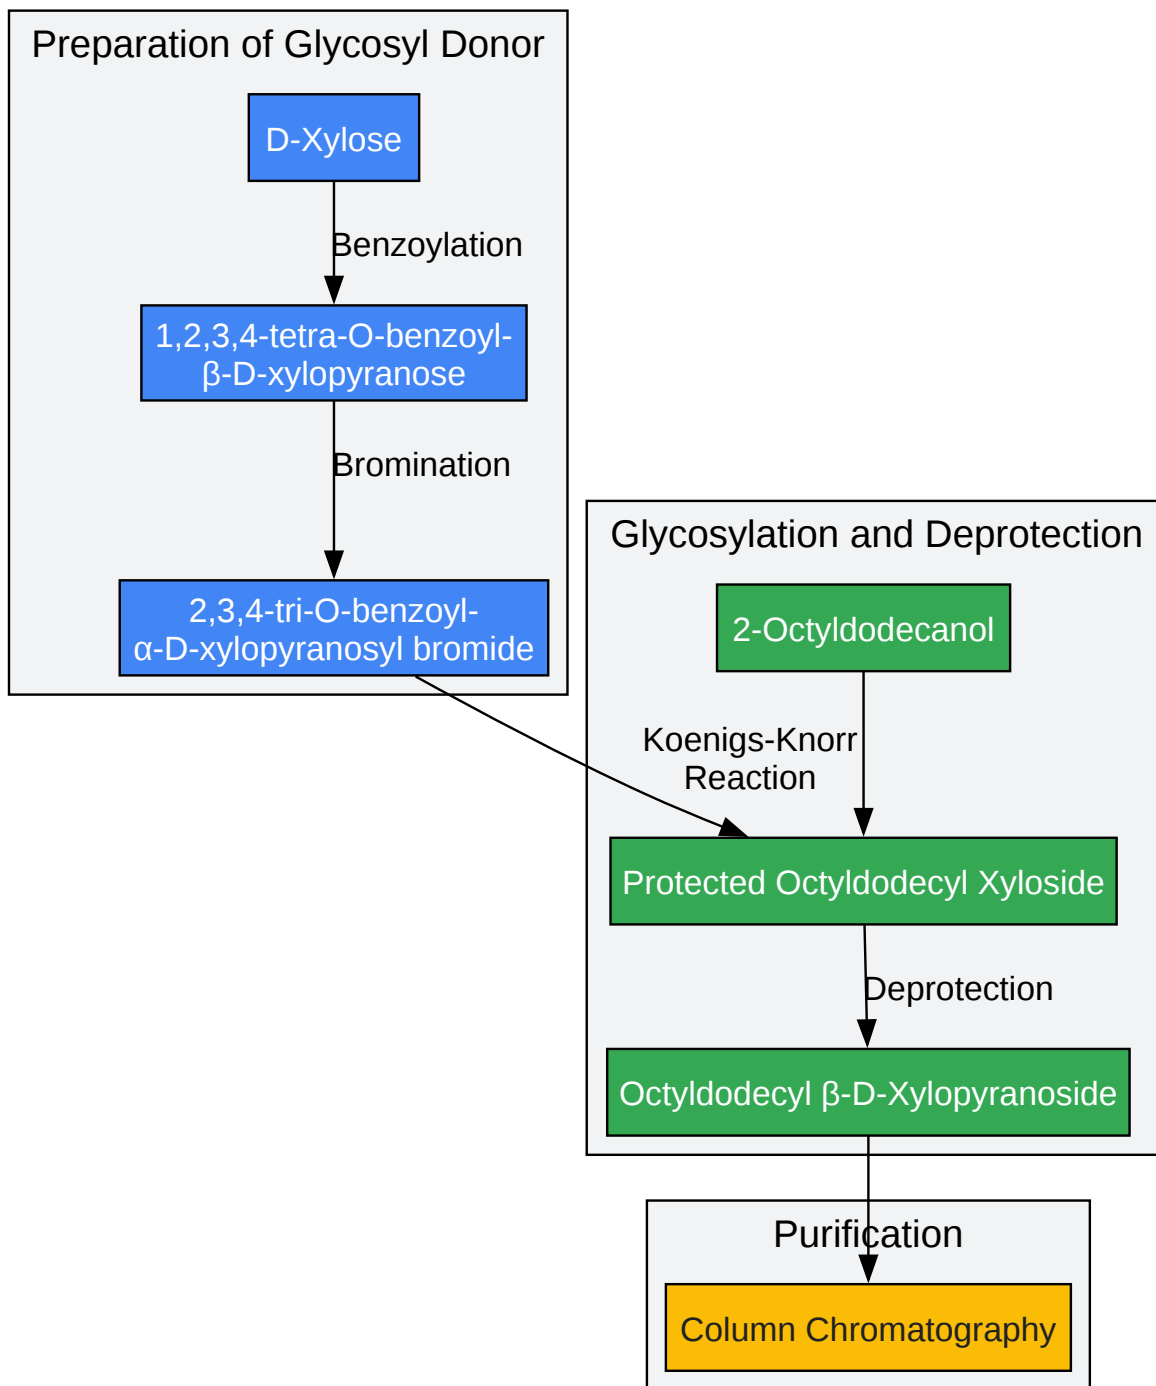 Preparation of Glycosyl Donor
D-Xylose
Benzoylation
1,2,3,4-tetra-O-benzoyl-
β-D-xylopyranose
Bromination
2,3,4-tri-O-benzoyl-
α-D-xylopyranosyl bromide
Glycosylation and Deprotection
2-Octyldodecanol
Koenigs-Knorr
Reaction
Protected Octyldodecyl Xyloside
Deprotection
Octyldodecyl β-D-Xylopyranoside
Purification
Column Chromatography